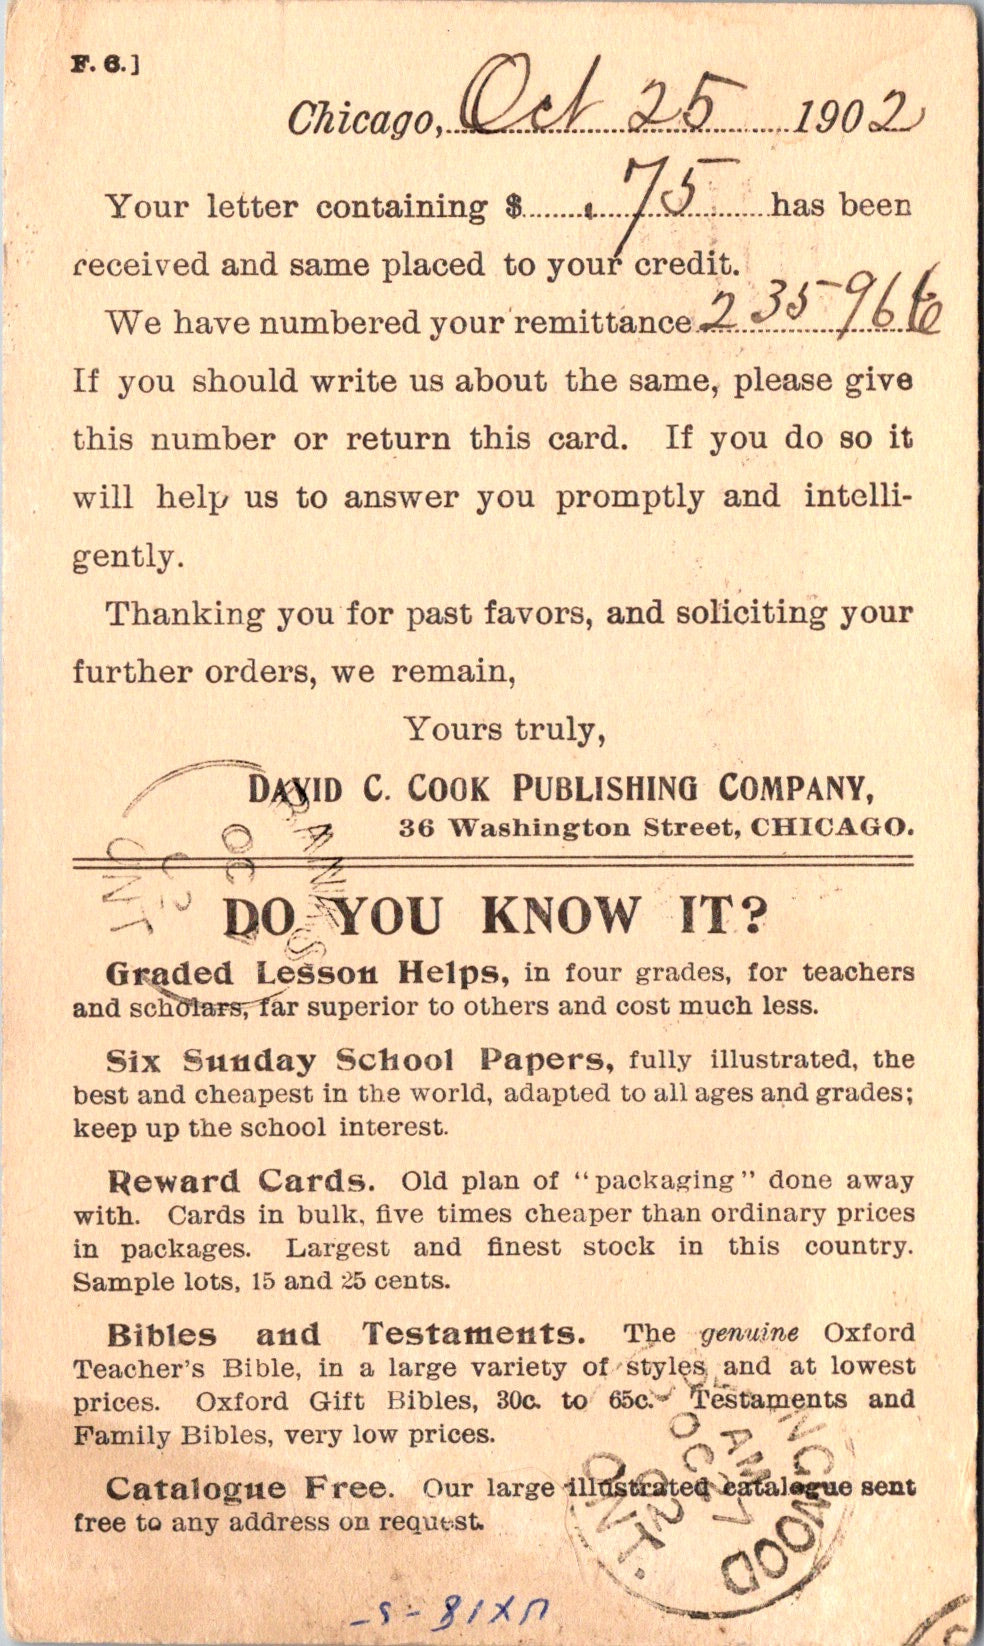 F. 6.]
Chicago, Oct 25 1902
Your letter containing $ .75 has been
received and same placed to your credit.
We have numbered your remittance 235966
If you should write us about the same, please give
this number or return this card. If you do so it
will help us to answer you promptly and intelli-
gently.
Thanking you for past favors, and soliciting your
further orders, we remain,
Yours truly,
DAVID C. COOK PUBLISHING COMPANY,
36 Washington Street, CHICAGO.
DO YOU KNOW IT?
Graded Lesson Helps, in four grades, for teachers
and scholars, far superior to others and cost much less.
Six Sunday School Papers, fully illustrated, the
best and cheapest in the world, adapted to all ages and grades;
keep up the school interest.
Reward Cards. Old plan of "packaging" done away
with. Cards in bulk, five times cheaper than ordinary prices
in packages. Largest and finest stock in this country.
Sample lots, 15 and 25 cents.
Bibles and Testaments. The genuine Oxford
Teacher's Bible, in a large variety of styles and at lowest
prices. Oxford Gift Bibles, 30c. to 65c. Testaments and
Family Bibles, very low prices.
Catalogue Free. Our large illustrated catalogue sent
free to any address on request.
BANKS
OC
02
ONT
AM
OC 27
02
ONT.